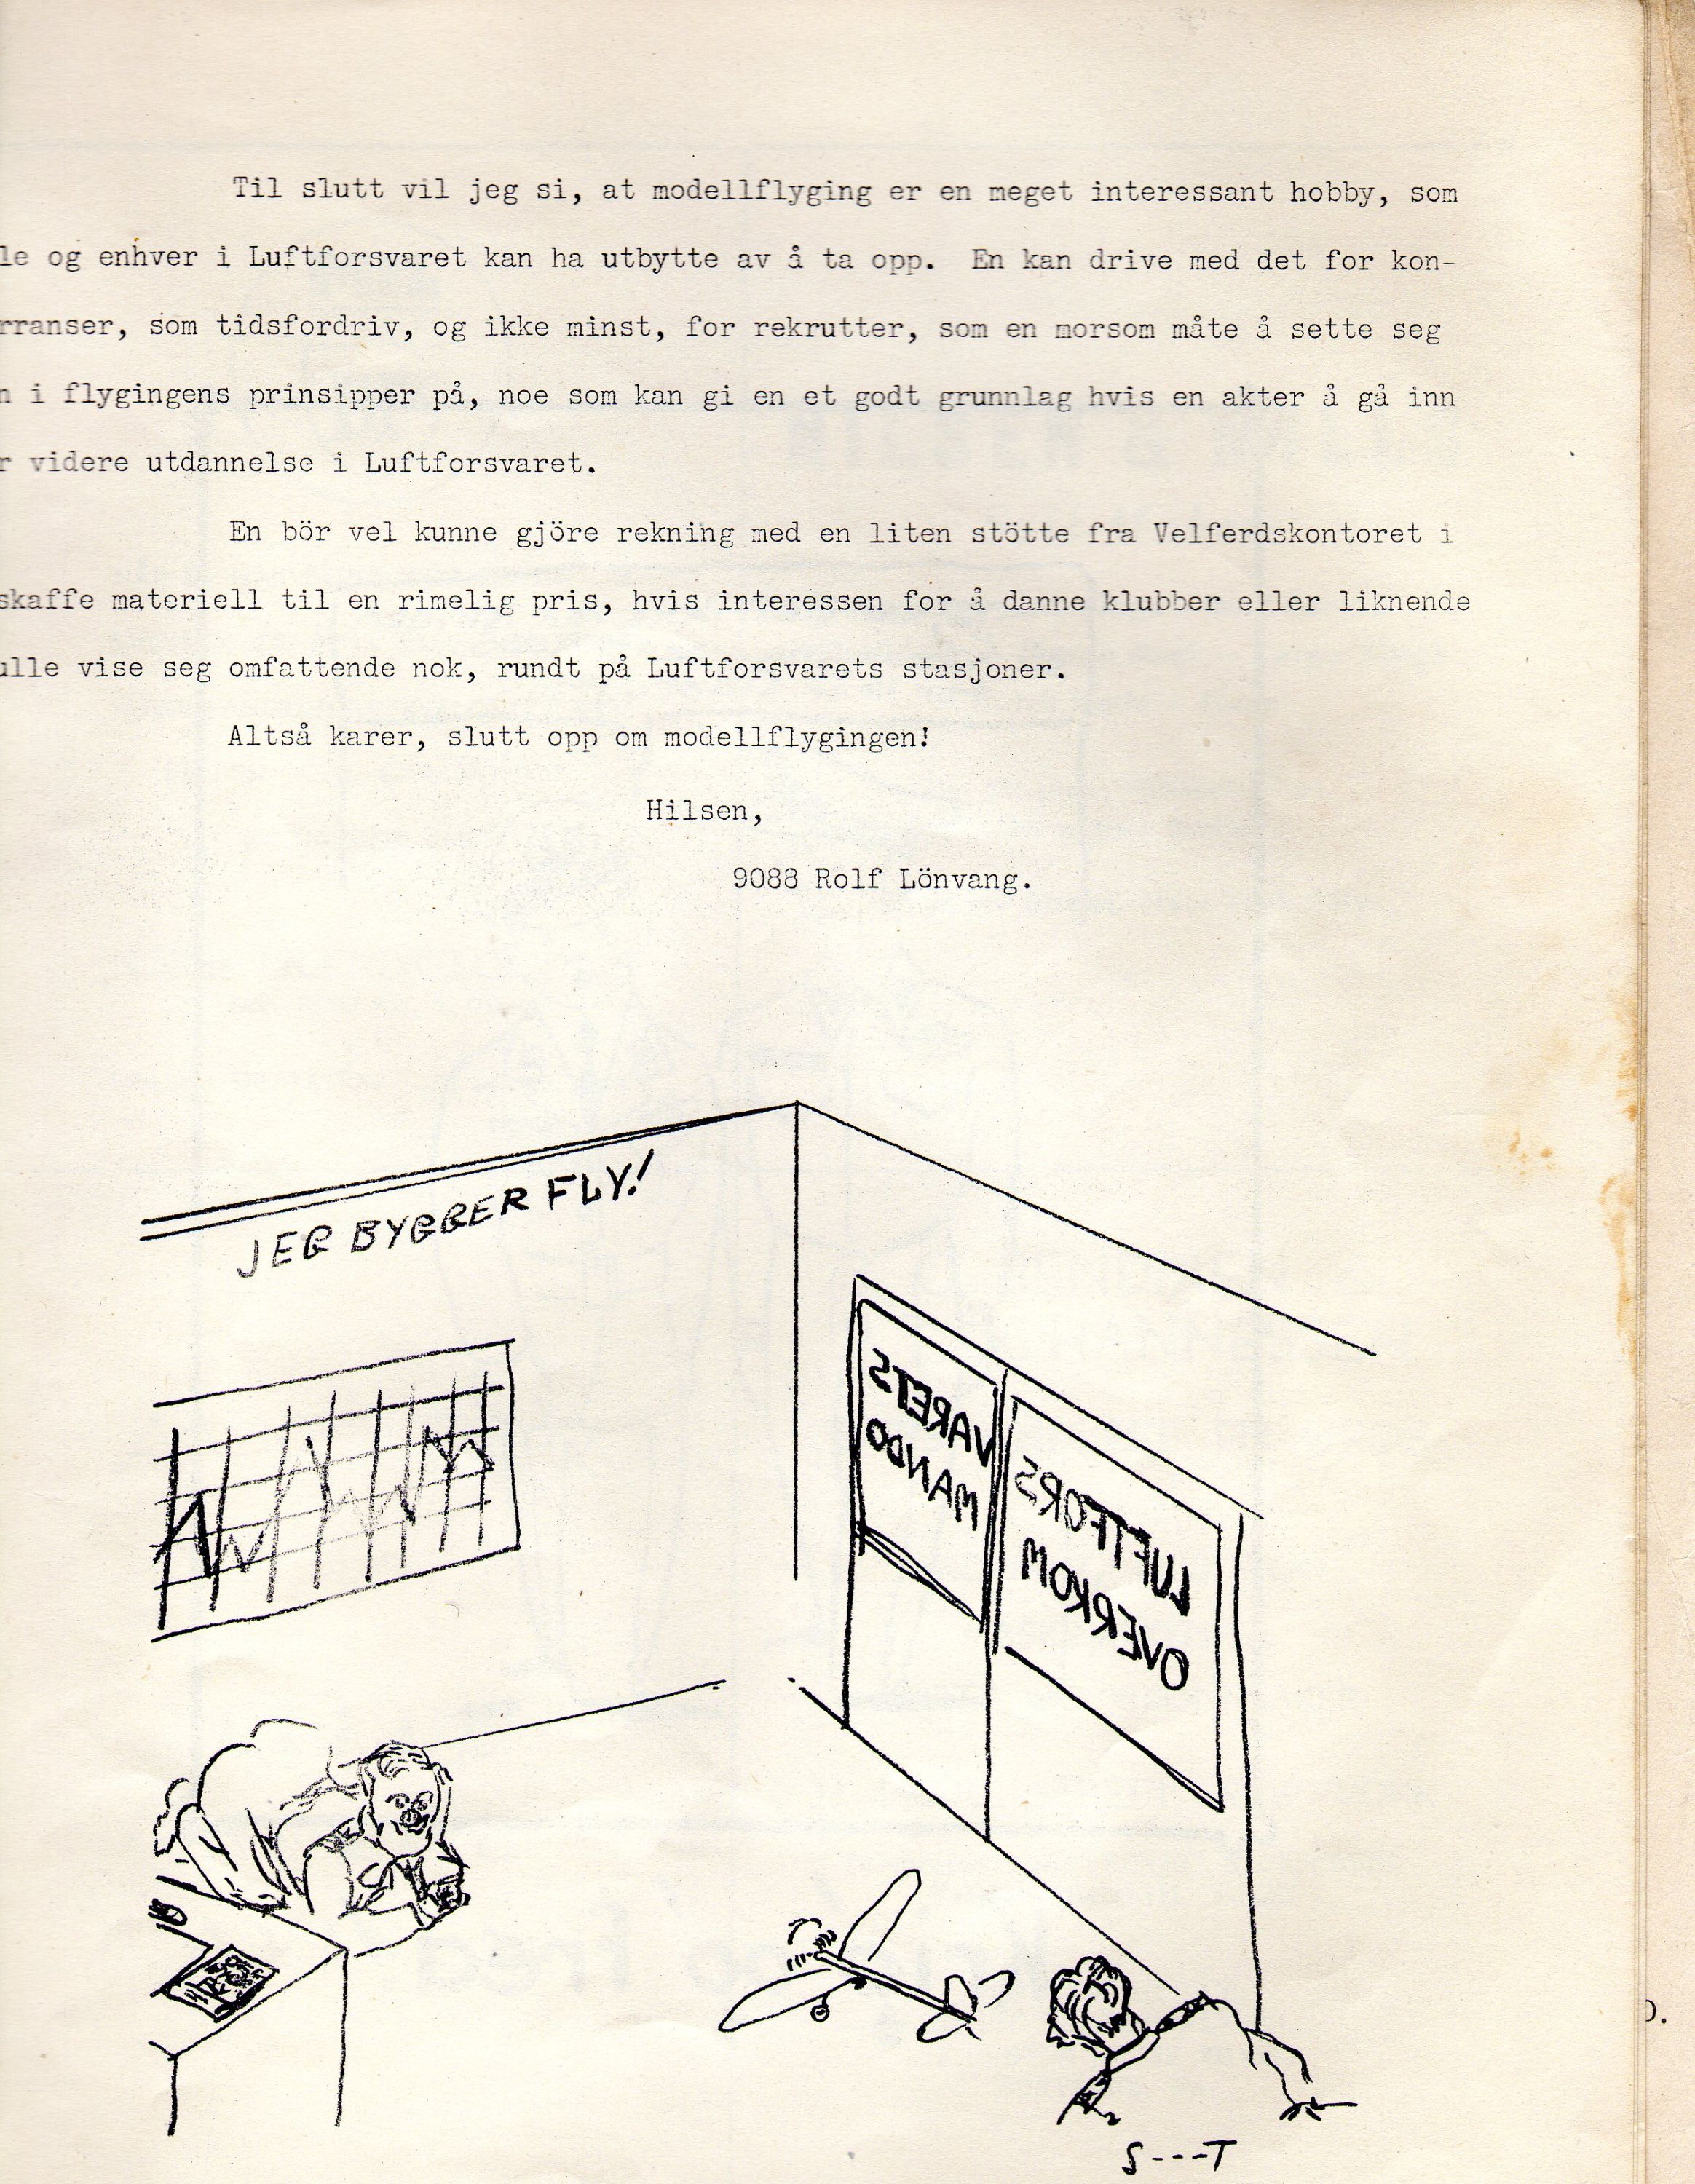 Til slutt vil jeg si, at modellflyging er en meget interessant hobby, som
le og enhver i Luftforsvaret kan ha utbytte av å ta opp. En kan drive med det for kon-
rranser, som tidsfordriv, og ikke minst, for rekrutter, som en morsom måte å sette seg
n i flygingens prinsipper på, noe som kan gi en et godt grunnlag hvis en akter å gå inn
r videre utdannelse i Luftforsvaret.
En bör vel kunne gjöre rekning med en liten stötte fra Velferdskontoret i
skaffe materiell til en rimelig pris, hvis interessen for å danne klubber eller liknende
ulle vise seg omfattende nok, rundt på Luftforsvarets stasjoner.
Altså karer, slutt opp om modellflygingen!
Hilsen,
9088 Rolf Lönvang.
JEG BYGGER FLY!
LUFTFORSVARETS
OVERKOMMANDO
S---T